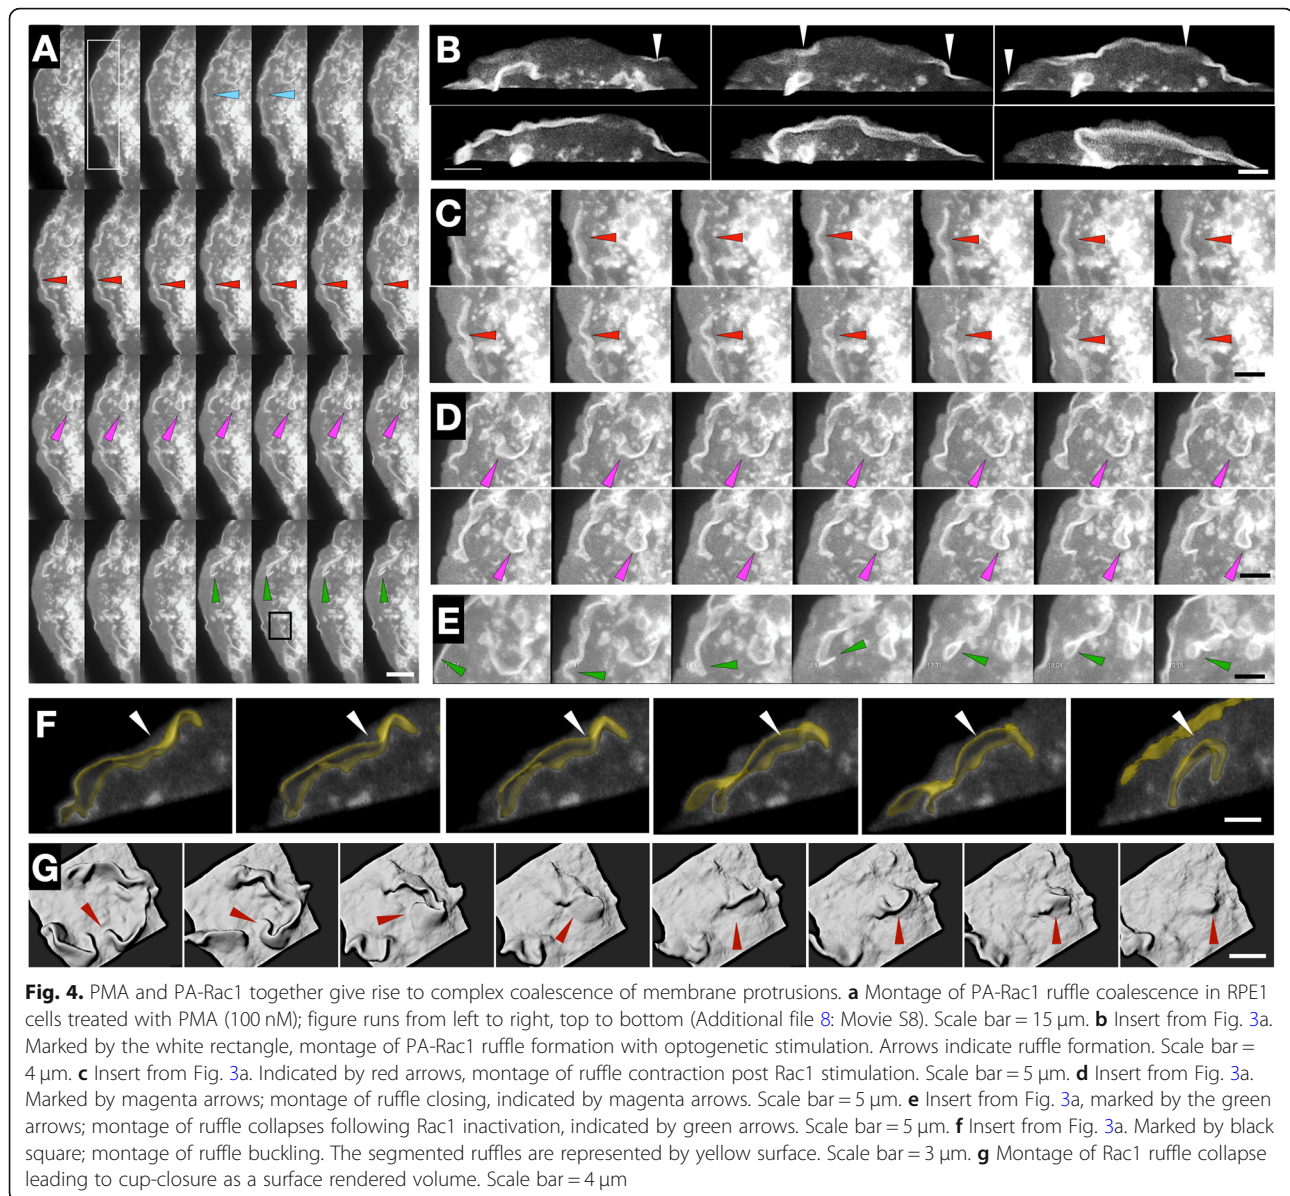 A
B
C
D
E
F
G
Fig. 4. PMA and PA-Rac1 together give rise to complex coalescence of membrane protrusions. a Montage of PA-Rac1 ruffle coalescence in RPE1
cells treated with PMA (100 nM); figure runs from left to right, top to bottom (Additional file 8: Movie S8). Scale bar = 15 μm. b Insert from Fig. 3a.
Marked by the white rectangle, montage of PA-Rac1 ruffle formation with optogenetic stimulation. Arrows indicate ruffle formation. Scale bar =
4 μm. c Insert from Fig. 3a. Indicated by red arrows, montage of ruffle contraction post Rac1 stimulation. Scale bar = 5 μm. d Insert from Fig. 3a.
Marked by magenta arrows; montage of ruffle closing, indicated by magenta arrows. Scale bar = 5 μm. e Insert from Fig. 3a, marked by the green
arrows; montage of ruffle collapses following Rac1 inactivation, indicated by green arrows. Scale bar = 5 μm. f Insert from Fig. 3a. Marked by black
square; montage of ruffle buckling. The segmented ruffles are represented by yellow surface. Scale bar = 3 μm. g Montage of Rac1 ruffle collapse
leading to cup-closure as a surface rendered volume. Scale bar = 4 μm